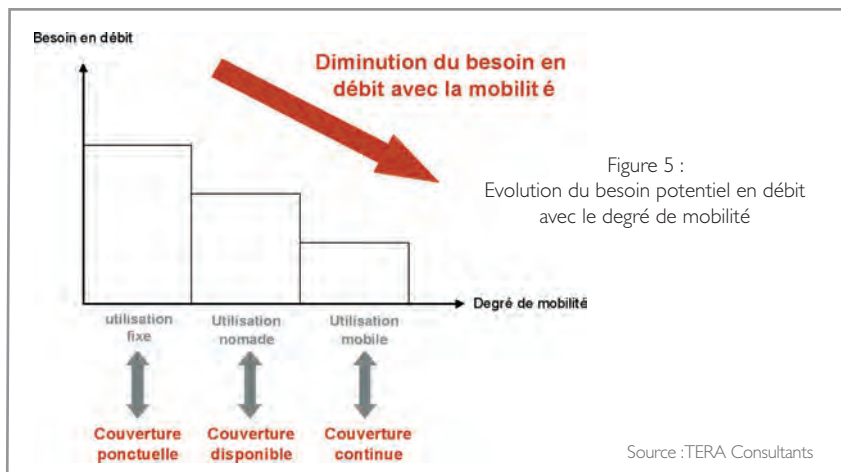 Besoin en débit
Diminution du besoin en
débit avec la mobilité
Figure 5 :
Evolution du besoin potentiel en débit
avec le degré de mobilité
Degré de mobilité
utilisation
fixe
Utilisation
nomade
Utilisation
mobile
Couverture
ponctuelle
Couverture
disponible
Couverture
continue
Source :TERA Consultants